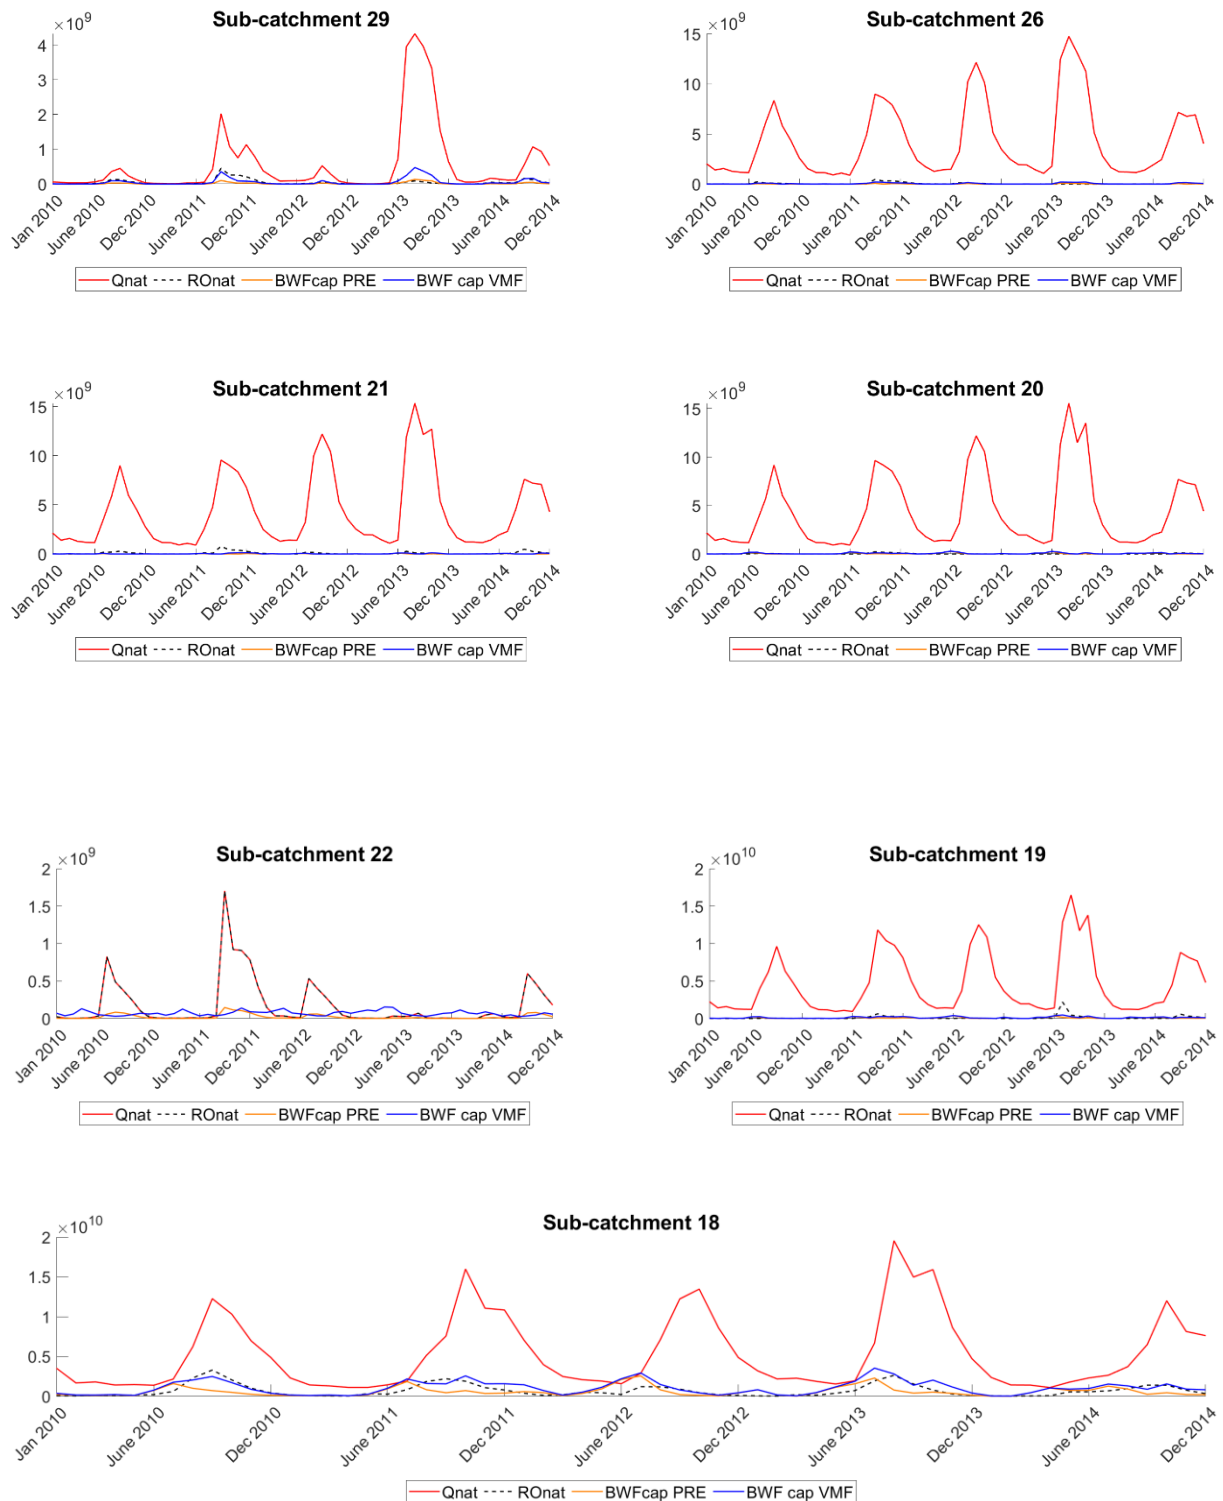 Sub-catchment 29
×10^9
4
3
2
1
0
Jan 2010 June 2010 Dec 2010 June 2011 Dec 2011 June 2012 Dec 2012 June 2013 Dec 2013 June 2014 Dec 2014
Qnat ROnat BWFcap PRE BWF cap VMF
Sub-catchment 26
×10^9
15
10
5
0
Jan 2010 June 2010 Dec 2010 June 2011 Dec 2011 June 2012 Dec 2012 June 2013 Dec 2013 June 2014 Dec 2014
Qnat ROnat BWFcap PRE BWF cap VMF
Sub-catchment 21
×10^9
15
10
5
0
Jan 2010 June 2010 Dec 2010 June 2011 Dec 2011 June 2012 Dec 2012 June 2013 Dec 2013 June 2014 Dec 2014
Qnat ROnat BWFcap PRE BWF cap VMF
Sub-catchment 20
×10^9
15
10
5
0
Jan 2010 June 2010 Dec 2010 June 2011 Dec 2011 June 2012 Dec 2012 June 2013 Dec 2013 June 2014 Dec 2014
Qnat ROnat BWFcap PRE BWF cap VMF
Sub-catchment 22
×10^9
2
1.5
1
0.5
0
Jan 2010 June 2010 Dec 2010 June 2011 Dec 2011 June 2012 Dec 2012 June 2013 Dec 2013 June 2014 Dec 2014
Qnat ROnat BWFcap PRE BWF cap VMF
Sub-catchment 19
×10^10
2
1.5
1
0.5
0
Jan 2010 June 2010 Dec 2010 June 2011 Dec 2011 June 2012 Dec 2012 June 2013 Dec 2013 June 2014 Dec 2014
Qnat ROnat BWFcap PRE BWF cap VMF
Sub-catchment 18
×10^10
2
1.5
1
0.5
0
Jan 2010 June 2010 Dec 2010 June 2011 Dec 2011 June 2012 Dec 2012 June 2013 Dec 2013 June 2014 Dec 2014
Qnat ROnat BWFcap PRE BWF cap VMF